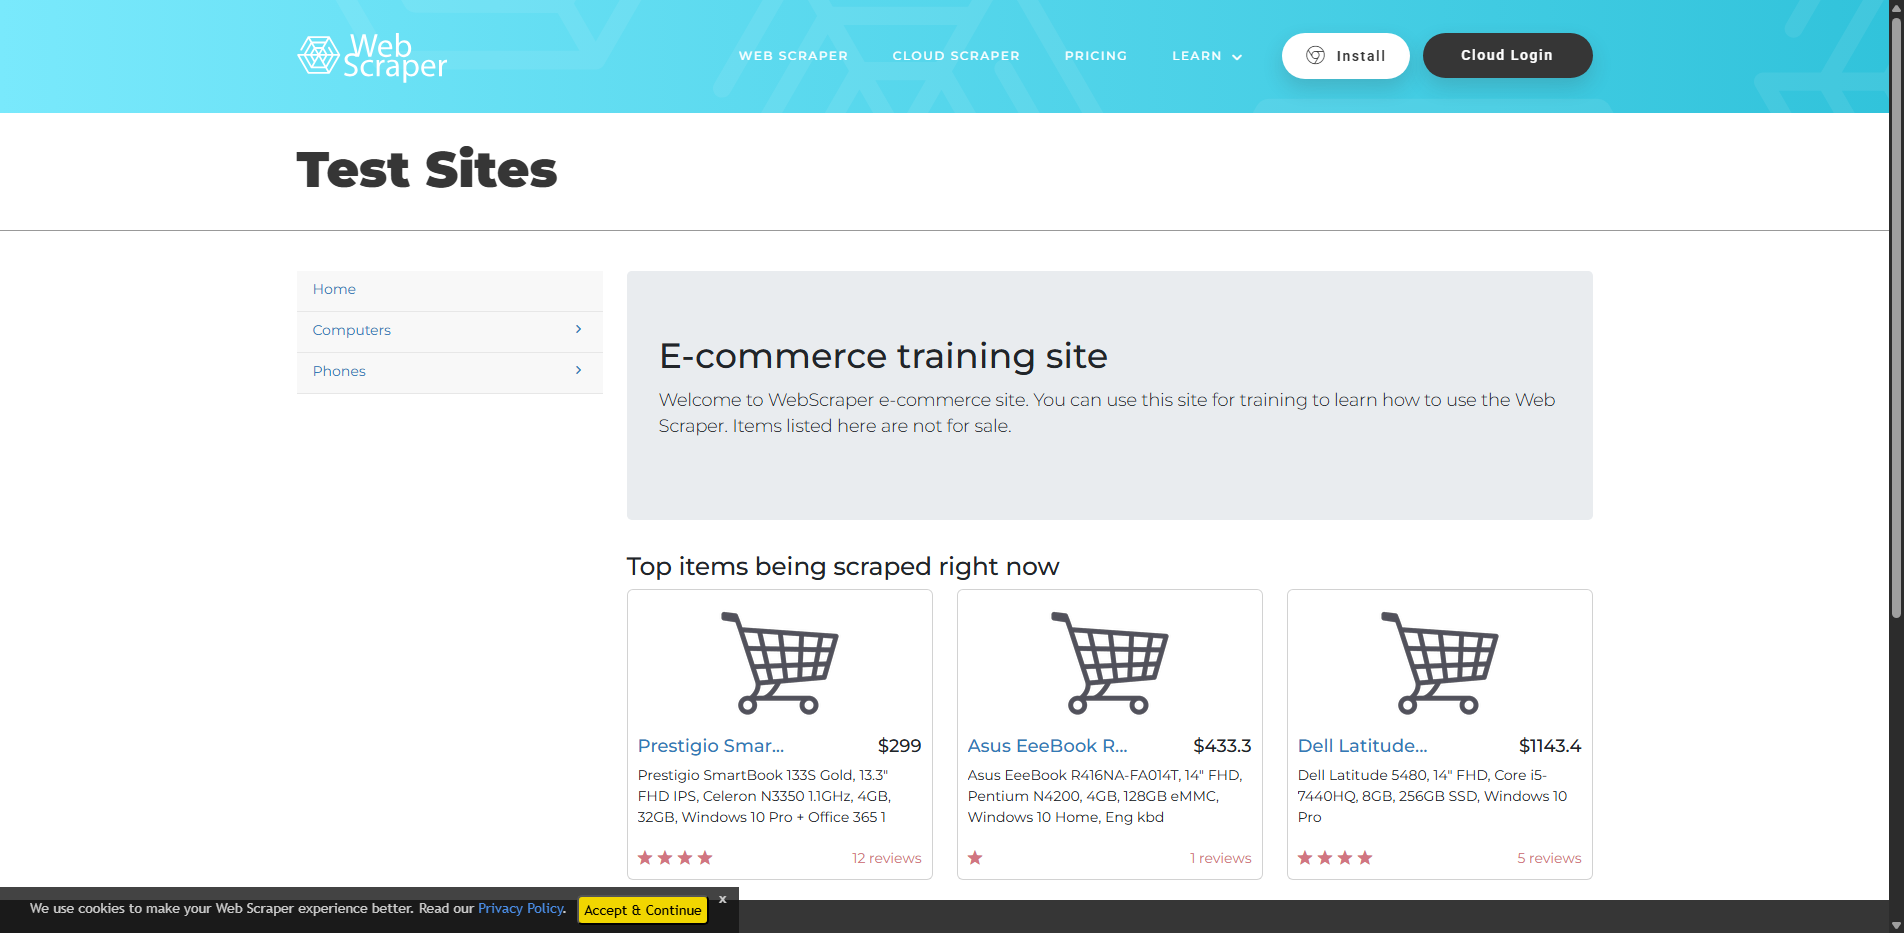 Web
Scraper
WEB SCRAPER
CLOUD SCRAPER
PRICING
LEARN
Install
Cloud Login
Test Sites
Home
Computers
Phones
E-commerce training site
Welcome to WebScraper e-commerce site. You can use this site for training to learn how to use the Web
Scraper. Items listed here are not for sale.
Top items being scraped right now
Prestigio Smar... $299
Prestigio SmartBook 133S Gold, 13.3"
FHD IPS, Celeron N3350 1.1GHz, 4GB,
32GB, Windows 10 Pro + Office 365 1
12 reviews
Asus EeeBook R... $433.3
Asus EeeBook R416NA-FA014T, 14" FHD,
Pentium N4200, 4GB, 128GB eMMC,
Windows 10 Home, Eng kbd
1 reviews
Dell Latitude... $1143.4
Dell Latitude 5480, 14" FHD, Core i5-
7440HQ, 8GB, 256GB SSD, Windows 10
Pro
5 reviews
We use cookies to make your Web Scraper experience better. Read our Privacy Policy. Accept & Continue x